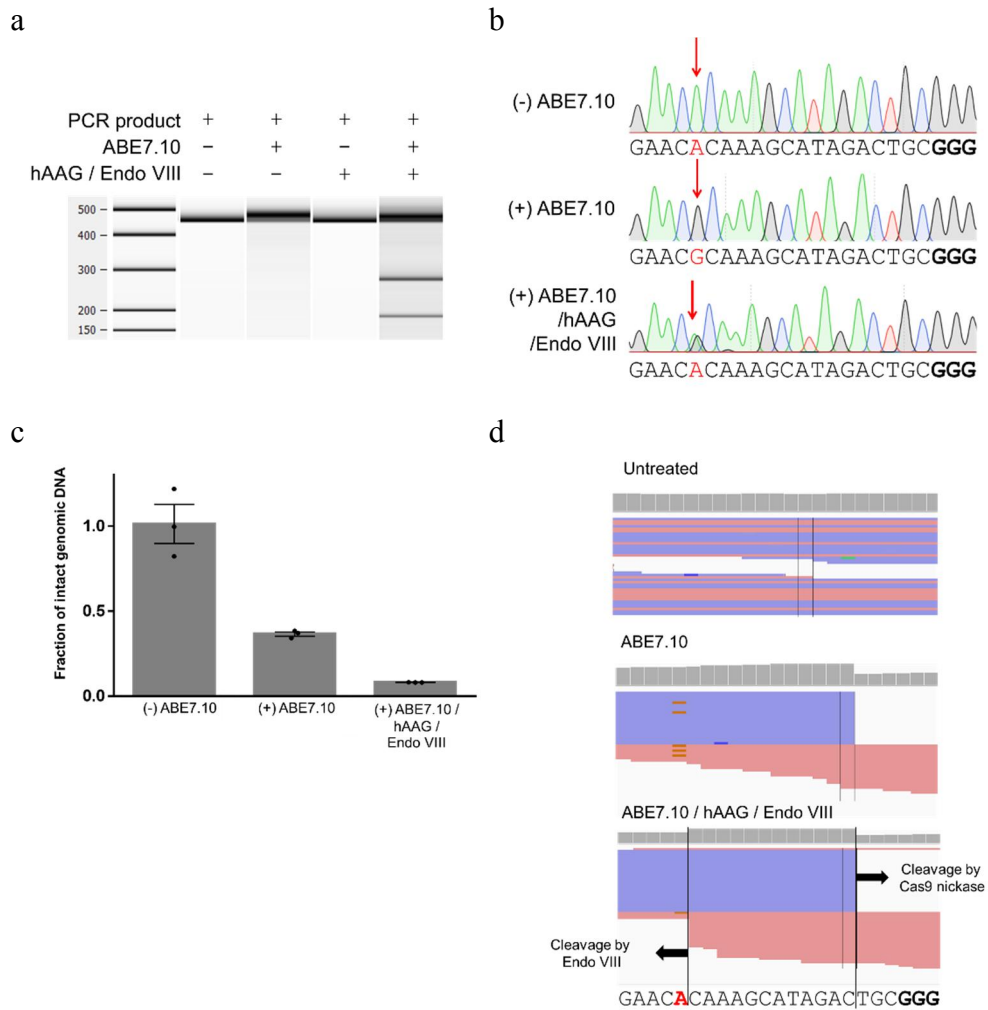 a
PCR product + + + +
ABE7.10 – + – +
hAAG / Endo VIII – – + +
500
400
300
200
150
b
(-) ABE7.10
GAACACAAAGCATAGACTGCGGG
(+) ABE7.10
GAACGCAAAGCATAGACTGCGGG
(+) ABE7.10
/hAAG
/Endo VIII
GAACACAAAGCATAGACTGCGGG
c
Fraction of intact genomic DNA
1.0
0.5
0.0
(-) ABE7.10
(+) ABE7.10
(+) ABE7.10 /
hAAG /
Endo VIII
d
Untreated
ABE7.10
ABE7.10 / hAAG / Endo VIII
Cleavage by
Cas9 nickase
Cleavage by
Endo VIII
GAACACAAAGCATAGACTGCGGG